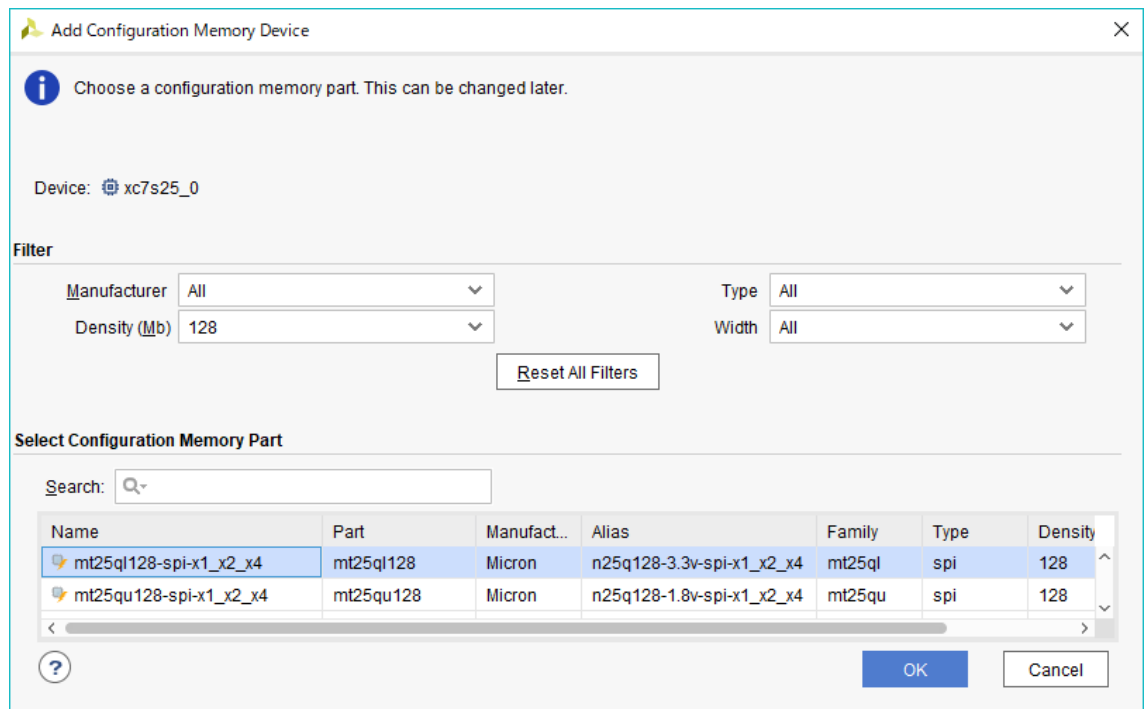 Add Configuration Memory Device
Choose a configuration memory part. This can be changed later.
Device: xc7s25_0
Filter
Manufacturer All Type All
Density (Mb) 128 Width All
Reset All Filters
Select Configuration Memory Part
Search:
Name Part Manufact... Alias Family Type Density
mt25ql128-spi-x1_x2_x4 mt25ql128 Micron n25q128-3.3v-spi-x1_x2_x4 mt25ql spi 128
mt25qu128-spi-x1_x2_x4 mt25qu128 Micron n25q128-1.8v-spi-x1_x2_x4 mt25qu spi 128
? OK Cancel